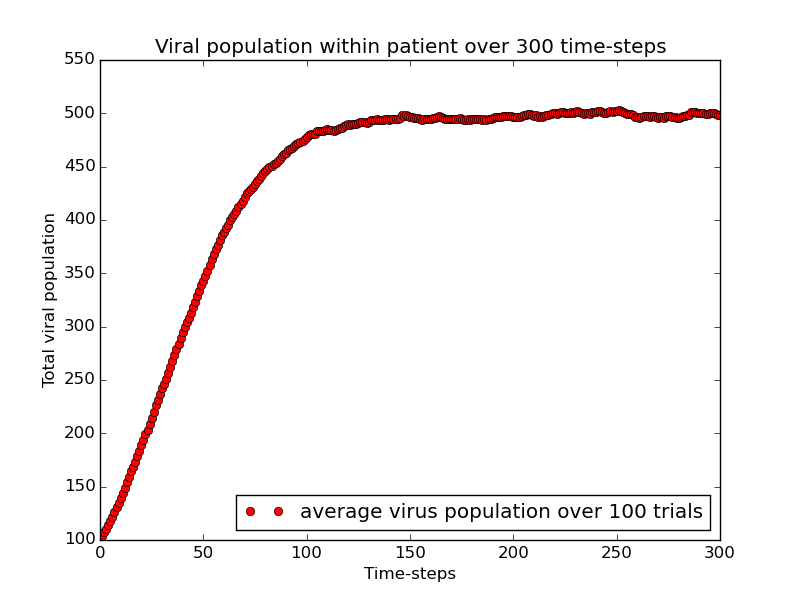 Viral population within patient over 300 time-steps
550
500
450
400
350
300
250
200
150
100
Total viral population
average virus population over 100 trials
0 50 100 150 200 250 300
Time-steps